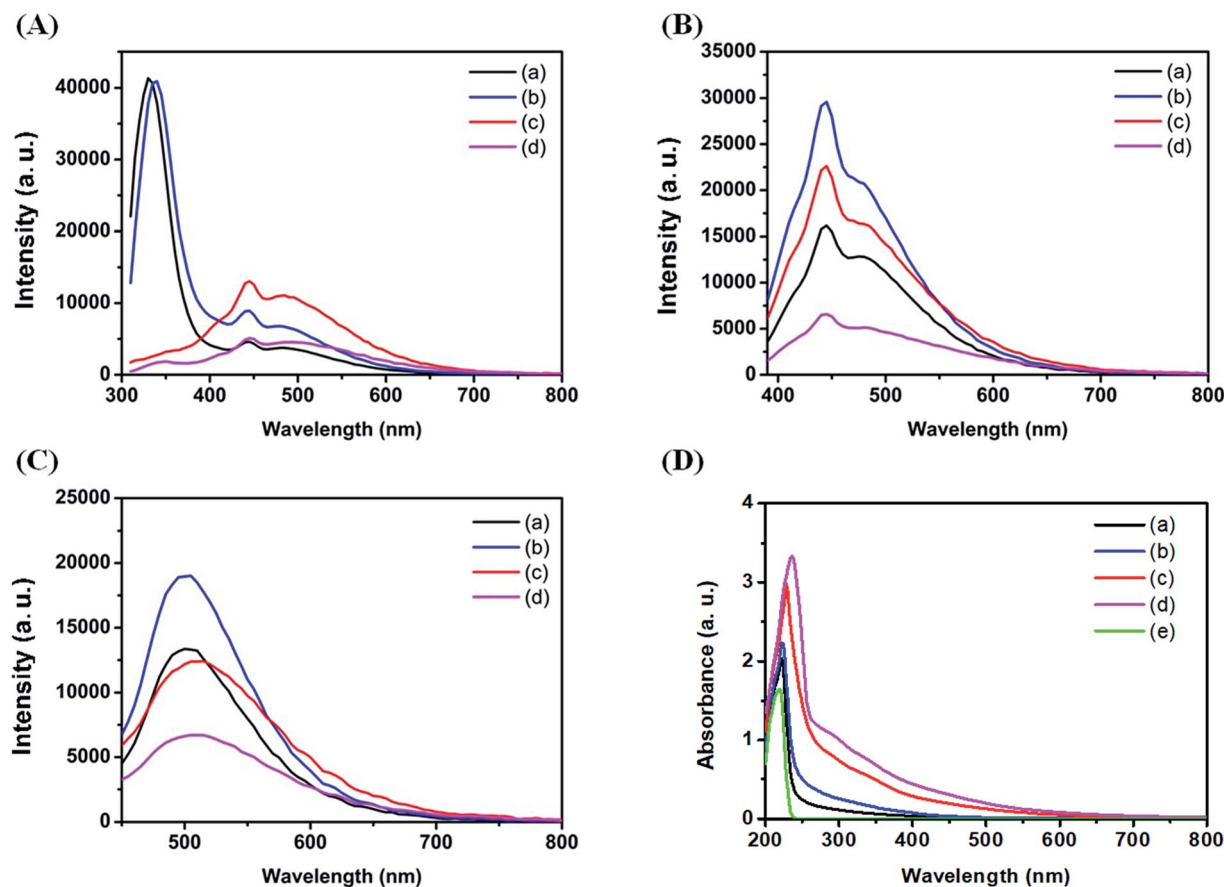 (A)
Intensity (a. u.)
40000
30000
20000
10000
0
300 400 500 600 700 800
Wavelength (nm)
(a)
(b)
(c)
(d)
(B)
Intensity (a. u.)
35000
30000
25000
20000
15000
10000
5000
0
400 500 600 700 800
Wavelength (nm)
(a)
(b)
(c)
(d)
(C)
Intensity (a. u.)
25000
20000
15000
10000
5000
0
500 600 700 800
Wavelength (nm)
(a)
(b)
(c)
(d)
(D)
Absorbance (a. u.)
4
3
2
1
0
200 300 400 500 600 700 800
Wavelength (nm)
(a)
(b)
(c)
(d)
(e)